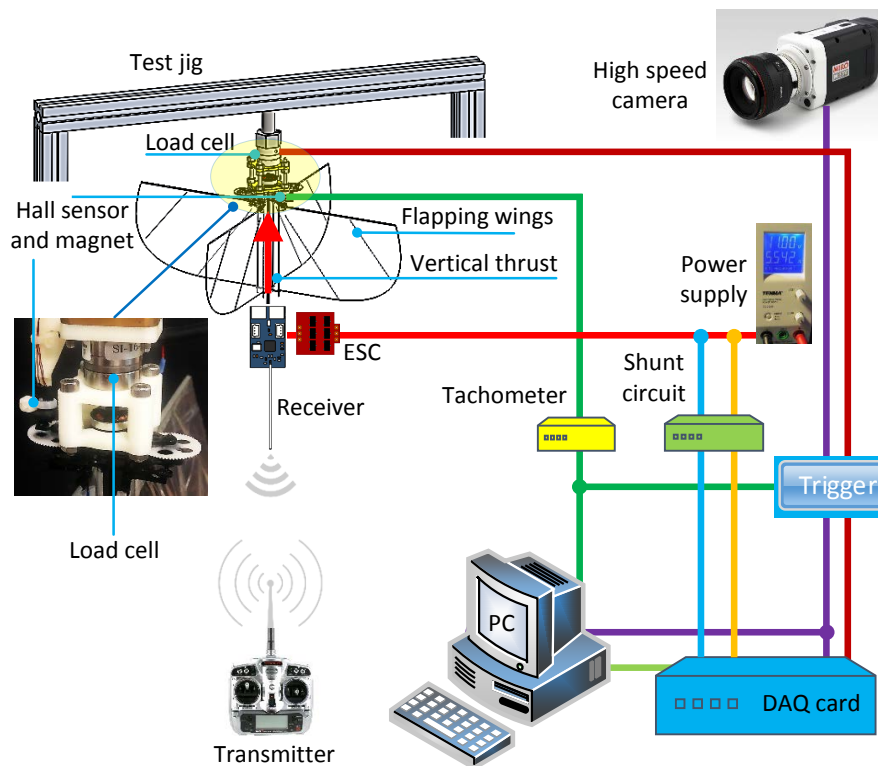 Test jig
High speed
camera
Load cell
Hall sensor
and magnet
Flapping wings
Vertical thrust
Power
supply
ESC
Shunt
circuit
Tachometer
Receiver
Trigger
Load cell
PC
DAQ card
Transmitter